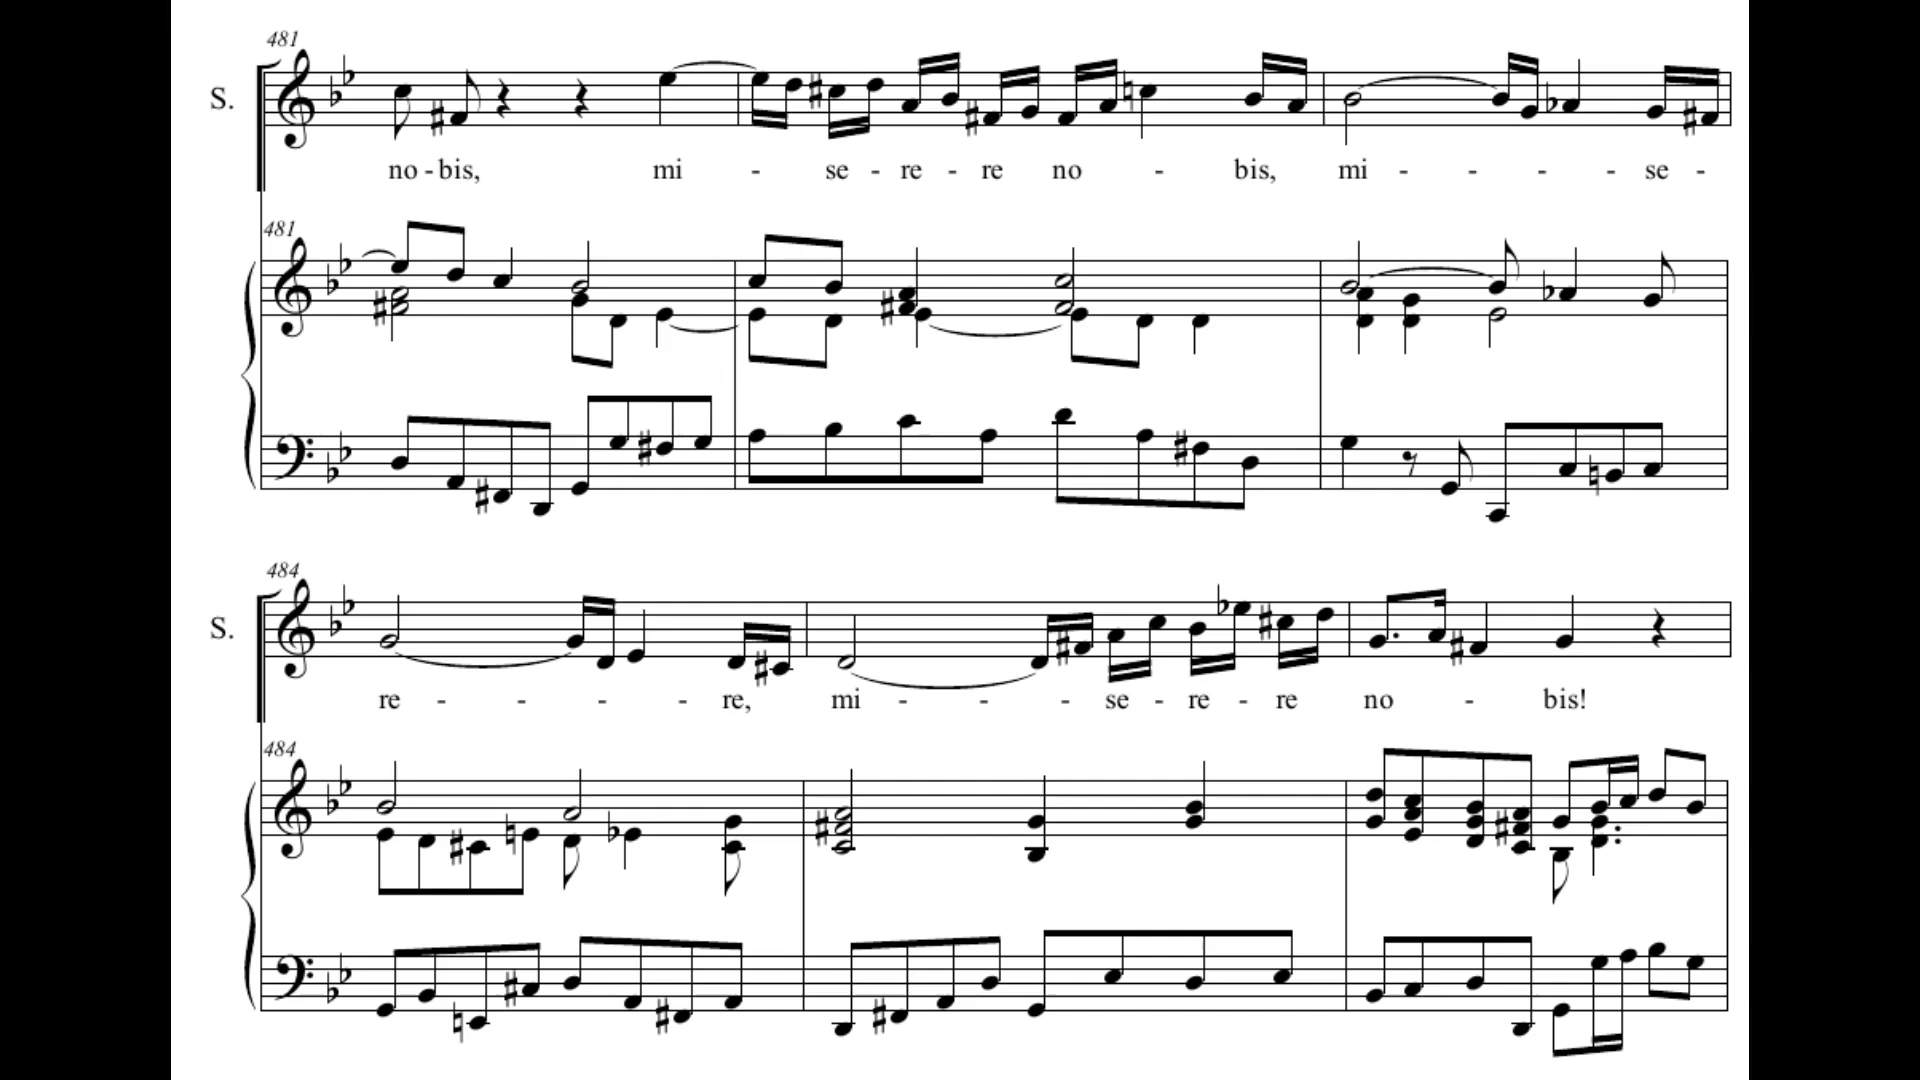 481
S.
no - bis, mi - se - re - re no - bis, mi - - - - se -
481
484
S.
re - - - - re, mi - - - se - re - re no - bis!
484